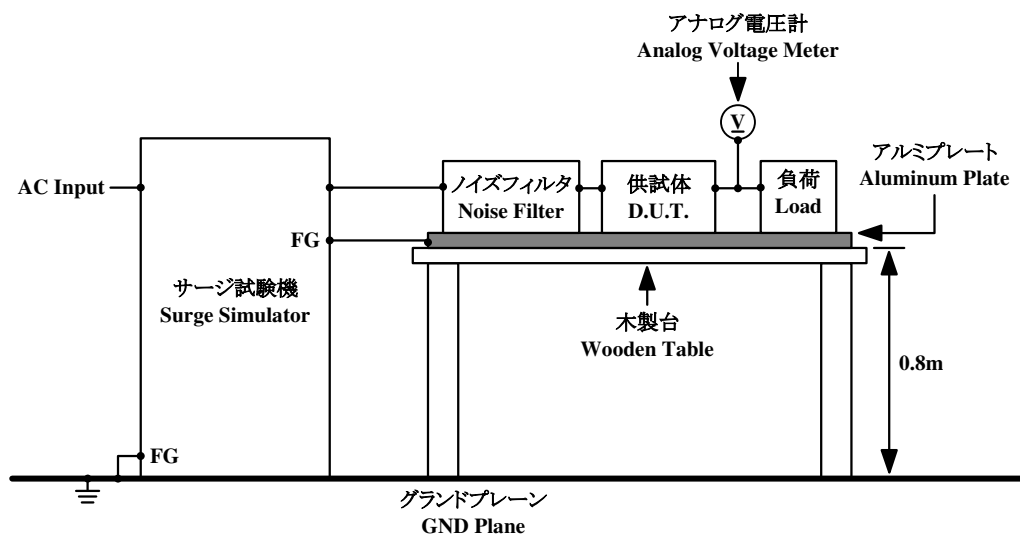 アナログ電圧計
Analog Voltage Meter
V
アルミプレート
Aluminum Plate
AC Input
ノイズフィルタ
Noise Filter
供試体
D.U.T.
負荷
Load
FG
サージ試験機
Surge Simulator
木製台
Wooden Table
0.8m
FG
グランドプレーン
GND Plane